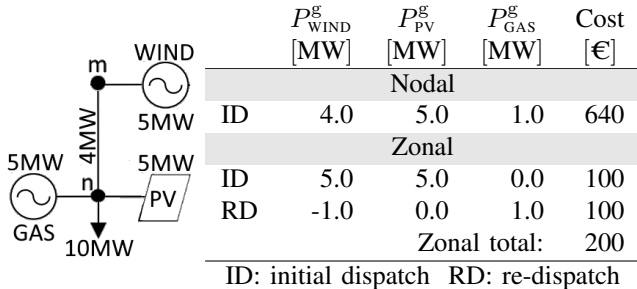 m
WIND
5MW
4MW
5MW
n
5MW
PV
GAS
10MW
P^g_WIND P^g_PV P^g_GAS Cost
[MW] [MW] [MW] [€]
Nodal
ID 4.0 5.0 1.0 640
Zonal
ID 5.0 5.0 0.0 100
RD -1.0 0.0 1.0 100
Zonal total: 200
ID: initial dispatch RD: re-dispatch